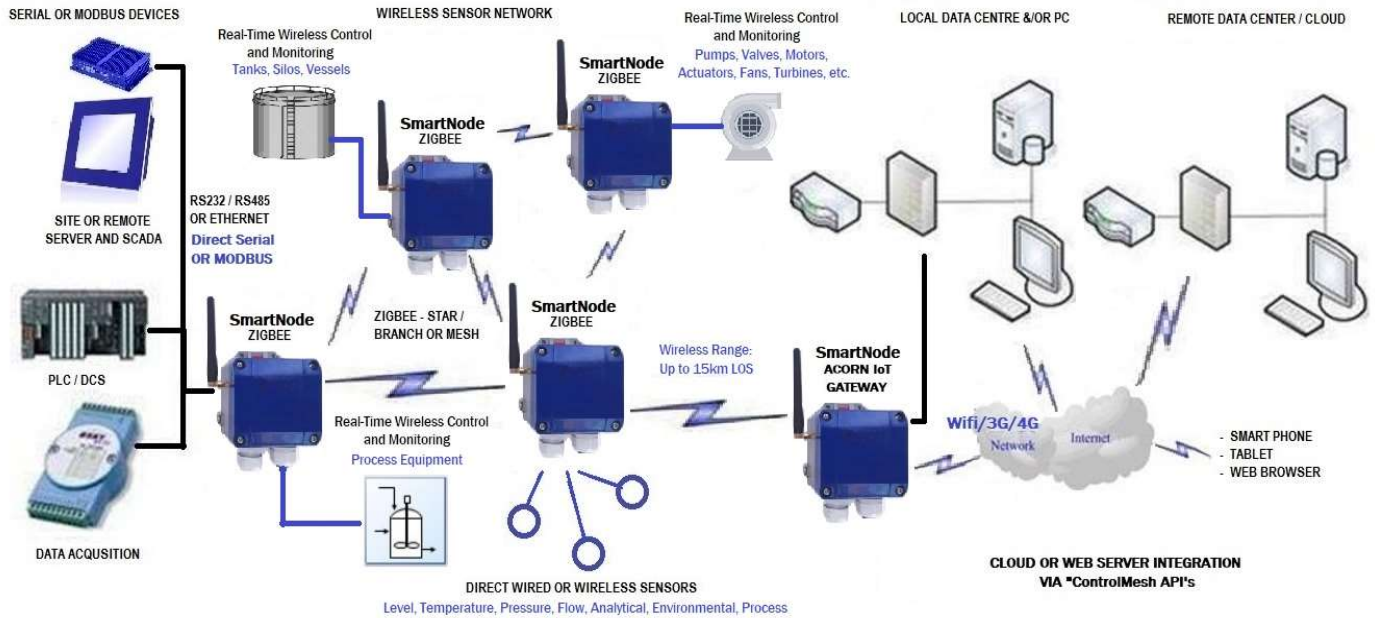 SERIAL OR MODBUS DEVICES
WIRELESS SENSOR NETWORK
LOCAL DATA CENTRE &/OR PC
REMOTE DATA CENTER / CLOUD
Real-Time Wireless Control
and Monitoring
Tanks, Silos, Vessels
SmartNode
ZIGBEE
SmartNode
ZIGBEE
Real-Time Wireless Control
and Monitoring
Pumps, Valves, Motors,
Actuators, Fans, Turbines, etc.
SITE OR REMOTE
SERVER AND SCADA
RS232 / RS485
OR ETHERNET
Direct Serial
OR MODBUS
PLC / DCS
SmartNode
ZIGBEE
ZIGBEE - STAR /
BRANCH OR MESH
SmartNode
ZIGBEE
Wireless Range:
Up to 15km LOS
SmartNode
ACORN IoT
GATEWAY
Real-Time Wireless Control
and Monitoring
Process Equipment
Wifi/3G/4G
Network
Internet
- SMART PHONE
- TABLET
- WEB BROWSER
DATA ACQUSITION
DIRECT WIRED OR WIRELESS SENSORS
Level, Temperature, Pressure, Flow, Analytical, Environmental, Process
CLOUD OR WEB SERVER INTEGRATION
VIA "ControlMesh API's